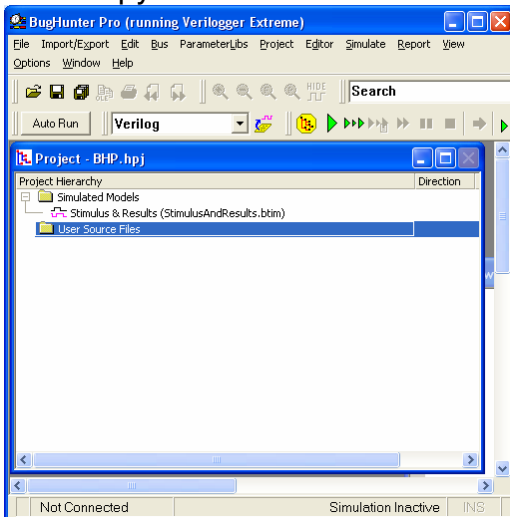 BugHunter Pro (running Verilogger Extreme)
File Import/Export Edit Bus ParameterLibs Project Editor Simulate Report View
Options Window Help
HIDE Search
Auto Run Verilog
Project - BHP.hpj
Project Hierarchy Direction
Simulated Models
Stimulus & Results (StimulusAndResults.btim)
User Source Files
Not Connected Simulation Inactive INS